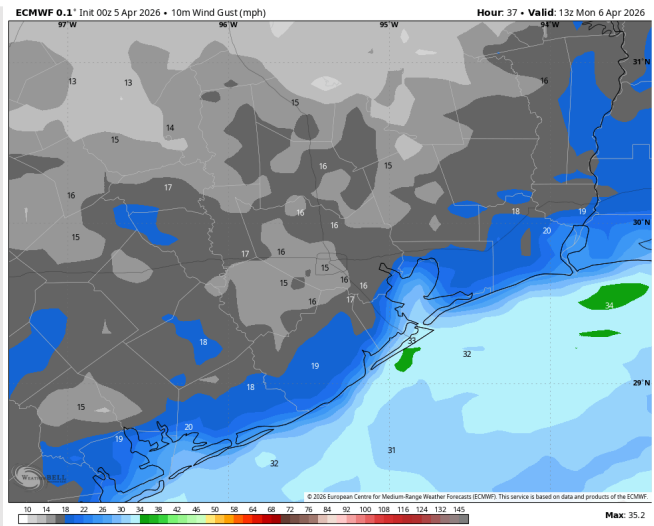 ECMWF 0.1° Init 00z 5 Apr 2026 • 10m Wind Gust (mph)
Hour: 37 • Valid: 13z Mon 6 Apr 2026
97°W 96°W 95°W 94°W
31°N
13 13 16
15
14
15
16 15
17
16
16 18 19
30°N
16
15 20
17 16
15
15 16 16
16 17
34
33
18 32
19
29°N
18
15
20
19
31
32
WeatherBELL
© 2026 European Centre for Medium-Range Weather Forecasts (ECMWF). This service is based on data and products of the ECMWF.
10 14 16 18 22 26 30 34 38 42 46 50 58 64 68 72 76 84 92 100 108 116 124 132 145
Max: 35.2